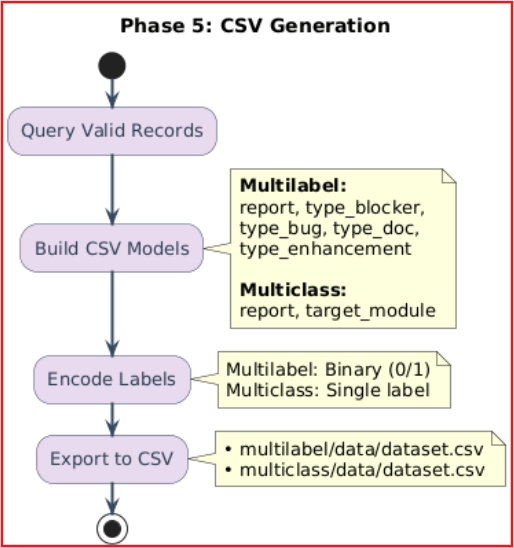 Phase 5: CSV Generation
Query Valid Records
Build CSV Models
Multilabel:
report, type_blocker,
type_bug, type_doc,
type_enhancement
Multiclass:
report, target_module
Encode Labels
Multilabel: Binary (0/1)
Multiclass: Single label
Export to CSV
• multilabel/data/dataset.csv
• multiclass/data/dataset.csv